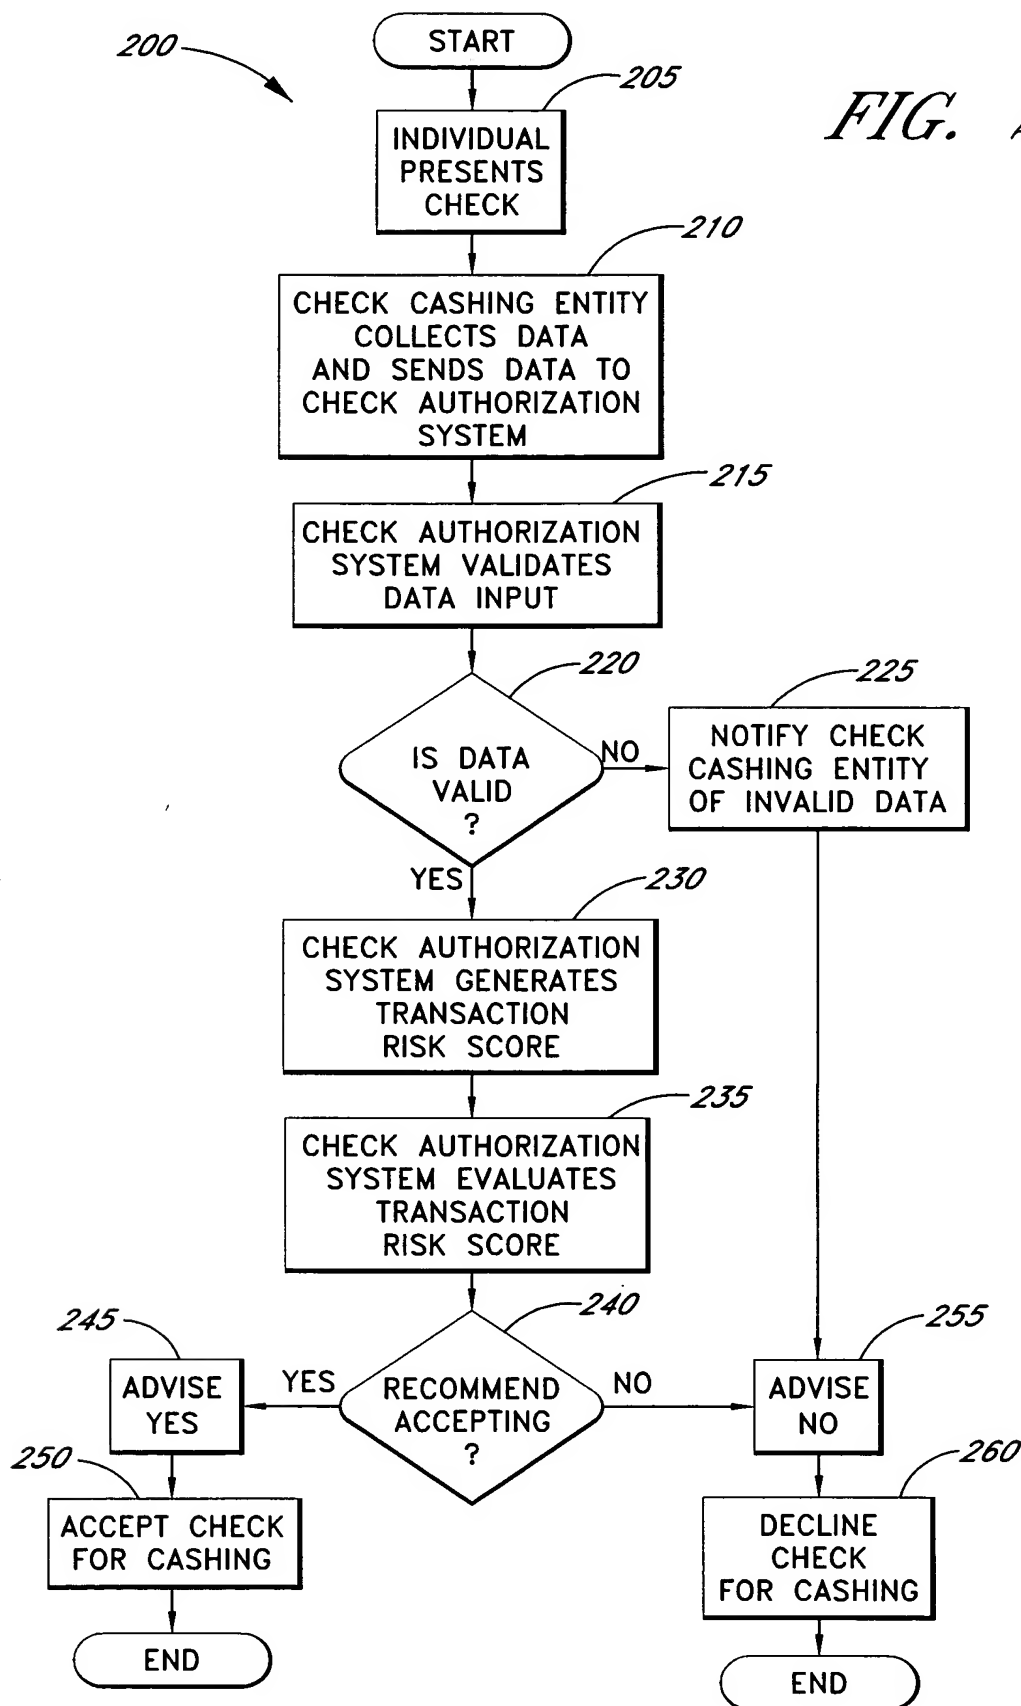 START
200
205
FIG.
INDIVIDUAL
PRESENTS
CHECK
210
CHECK CASHING ENTITY
COLLECTS DATA
AND SENDS DATA TO
CHECK AUTHORIZATION
SYSTEM
215
CHECK AUTHORIZATION
SYSTEM VALIDATES
DATA INPUT
220
225
IS DATA
VALID
?
NO
NOTIFY CHECK
CASHING ENTITY
OF INVALID DATA
YES
230
CHECK AUTHORIZATION
SYSTEM GENERATES
TRANSACTION
RISK SCORE
235
CHECK AUTHORIZATION
SYSTEM EVALUATES
TRANSACTION
RISK SCORE
240
245
255
ADVISE
YES
YES
RECOMMEND
ACCEPTING
?
NO
ADVISE
NO
250
260
ACCEPT CHECK
FOR CASHING
DECLINE
CHECK
FOR CASHING
END
END